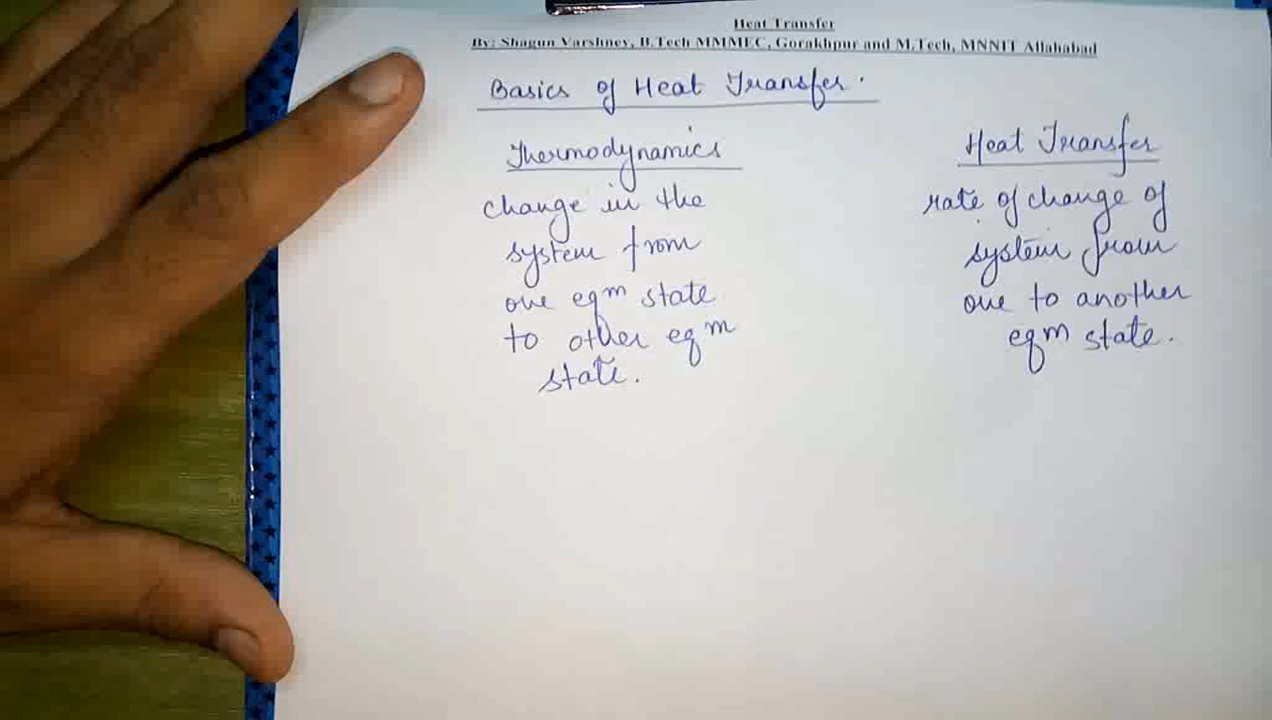 Heat Transfer
By: Shagun Varshney, B.Tech MMMEC, Gorakhpur and M.Tech, MNNIT Allahabad
Basics of Heat Transfer.
Thermodynamics
change in the
system from
one eqm state
to other eqm
state.
Heat Transfer
rate of change of
system from
one to another
eqm state.